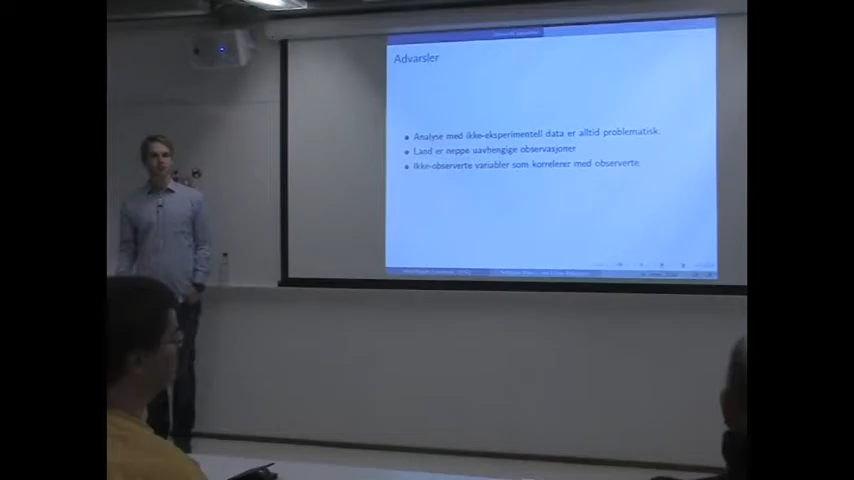 Advarsler
Analyse med ikke-eksperimentell data er alltid problematisk.
Land er neppe uavhengige observasjoner
Ikke-observerte variabler som korrelerer med observerte